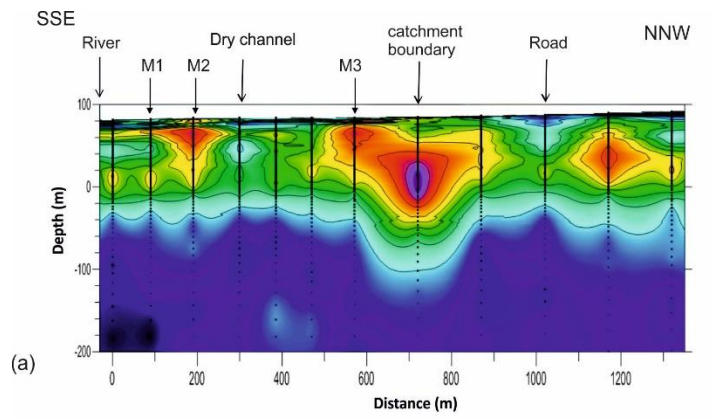 SSE
River
Dry channel
catchment
boundary
Road
NNW
M1
M2
M3
100
0
-100
-200
Depth (m)
0
200
400
600
800
1000
1200
Distance (m)
(a)